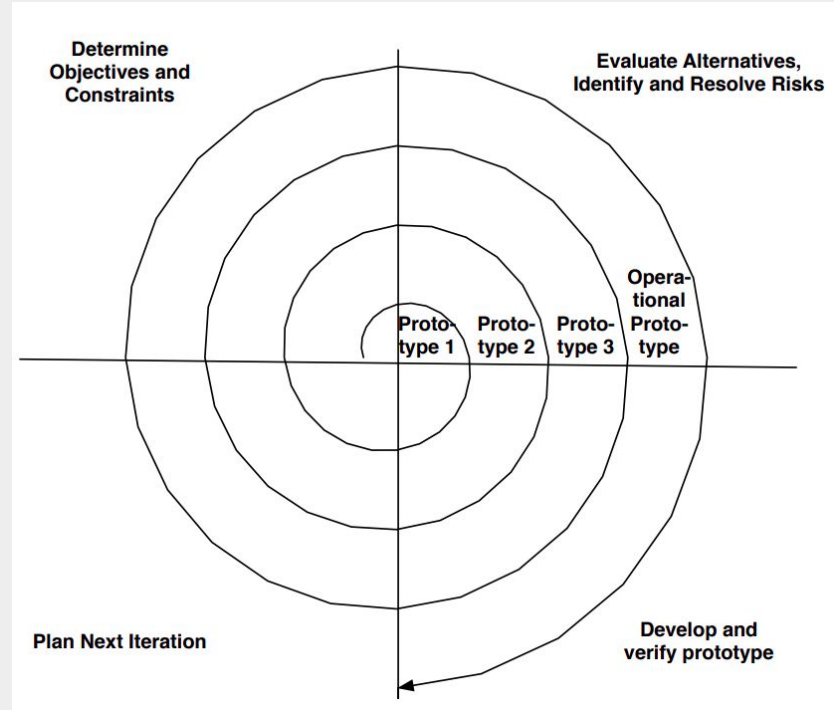 Determine
Objectives and
Constraints
Evaluate Alternatives,
Identify and Resolve Risks
Proto-
type 1
Proto-
type 2
Proto-
type 3
Opera-
tional
Proto-
type
Plan Next Iteration
Develop and
verify prototype